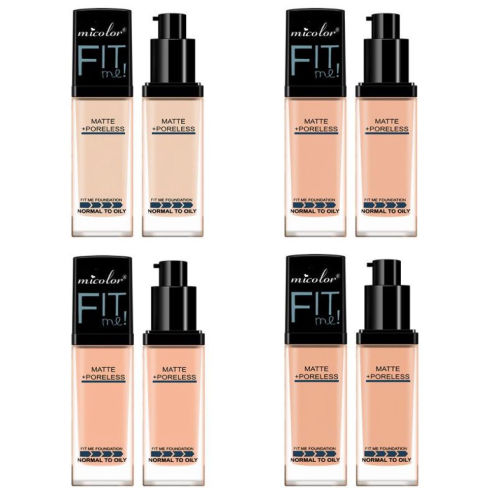 micolor®
FIT
me!
MATTE
+PORELESS
FIT ME FOUNDATION
NORMAL TO OILY
MATTE
+PORELESS
FIT ME FOUNDATION
NORMAL TO OILY
micolor®
FIT
me!
MATTE
+PORELESS
FIT ME FOUNDATION
NORMAL TO OILY
MATTE
+PORELESS
FIT ME FOUNDATION
NORMAL TO OILY
micolor®
FIT
me!
MATTE
+PORELESS
FIT ME FOUNDATION
NORMAL TO OILY
MATTE
+PORELESS
FIT ME FOUNDATION
NORMAL TO OILY
micolor®
FIT
me!
MATTE
+PORELESS
FIT ME FOUNDATION
NORMAL TO OILY
MATTE
+PORELESS
FIT ME FOUNDATION
NORMAL TO OILY